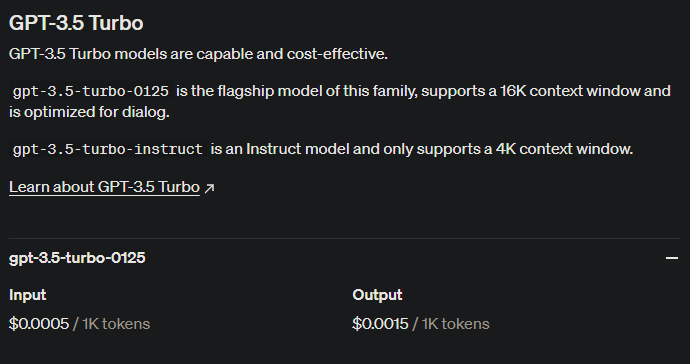 GPT-3.5 Turbo
GPT-3.5 Turbo models are capable and cost-effective.
gpt-3.5-turbo-0125 is the flagship model of this family, supports a 16K context window and
is optimized for dialog.
gpt-3.5-turbo-instruct is an Instruct model and only supports a 4K context window.
Learn about GPT-3.5 Turbo ↗
gpt-3.5-turbo-0125
Input Output
$0.0005 / 1K tokens $0.0015 / 1K tokens